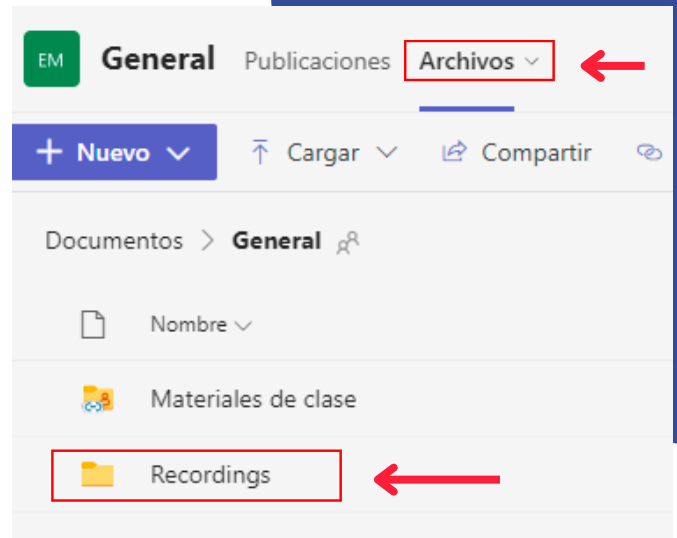 EM General Publicaciones Archivos
Nuevo Cargar Compartir
Documentos > General
Nombre
Materiales de clase
Recordings